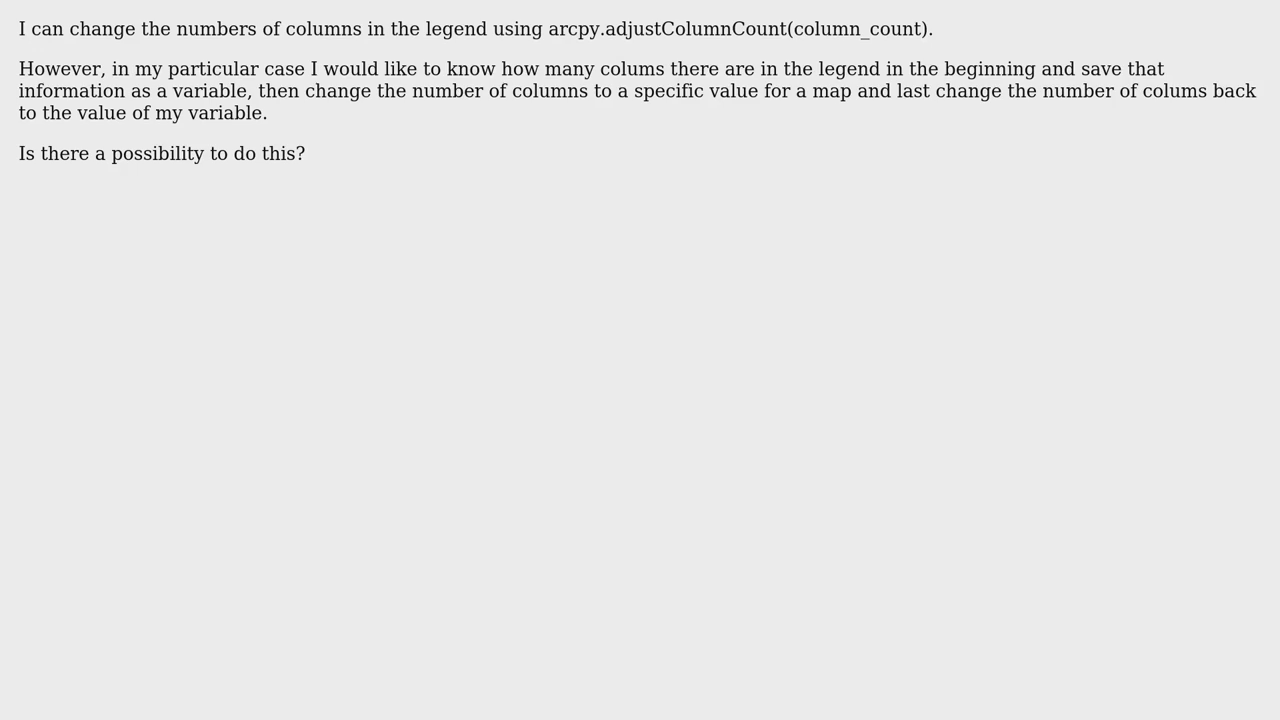 I can change the numbers of columns in the legend using arcpy.adjustColumnCount(column_count).
However, in my particular case I would like to know how many colums there are in the legend in the beginning and save that
information as a variable, then change the number of columns to a specific value for a map and last change the number of colums back
to the value of my variable.
Is there a possibility to do this?